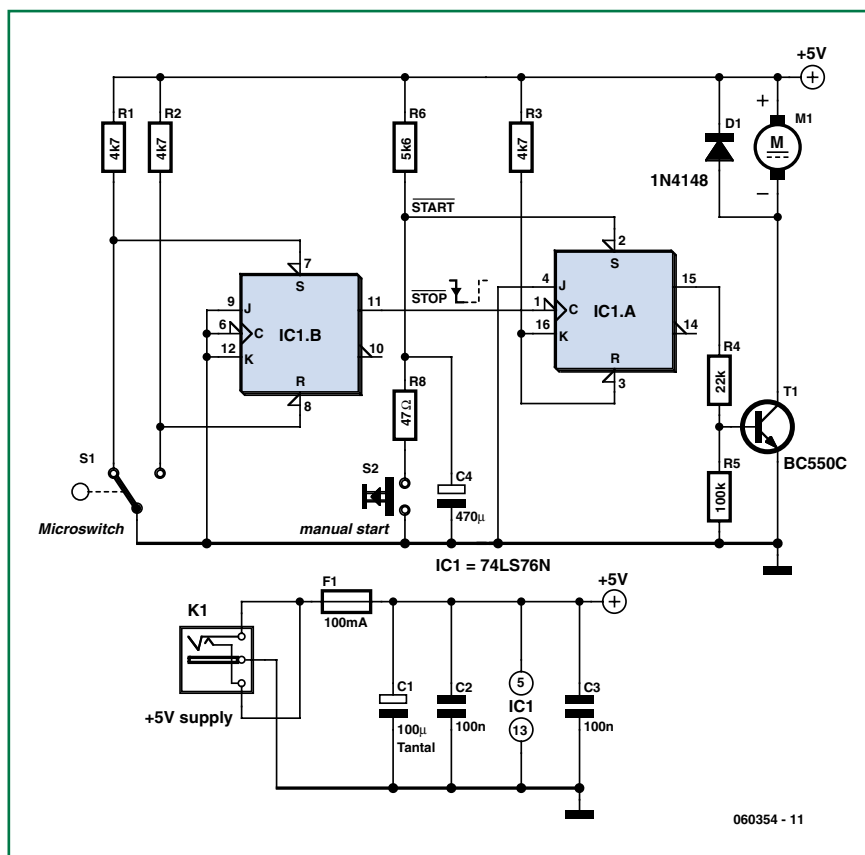 +5V
R1
4k7
R2
4k7
R6
5k6
R3
4k7
D1
1N4148
+
M1
M
–
START
STOP
7
S
9
J
6
C
12
K
IC1.B
11
10
R
8
2
S
4
J
1
C
16
K
IC1.A
15
14
R
3
R4
22k
T1
BC550C
R5
100k
R8
47Ω
S1
Microswitch
S2
manual start
C4
470µ
IC1 = 74LS76N
K1
+5V supply
F1
100mA
+5V
C1
100µ
Tantal
C2
100n
5
IC1
13
C3
100n
060354 - 11